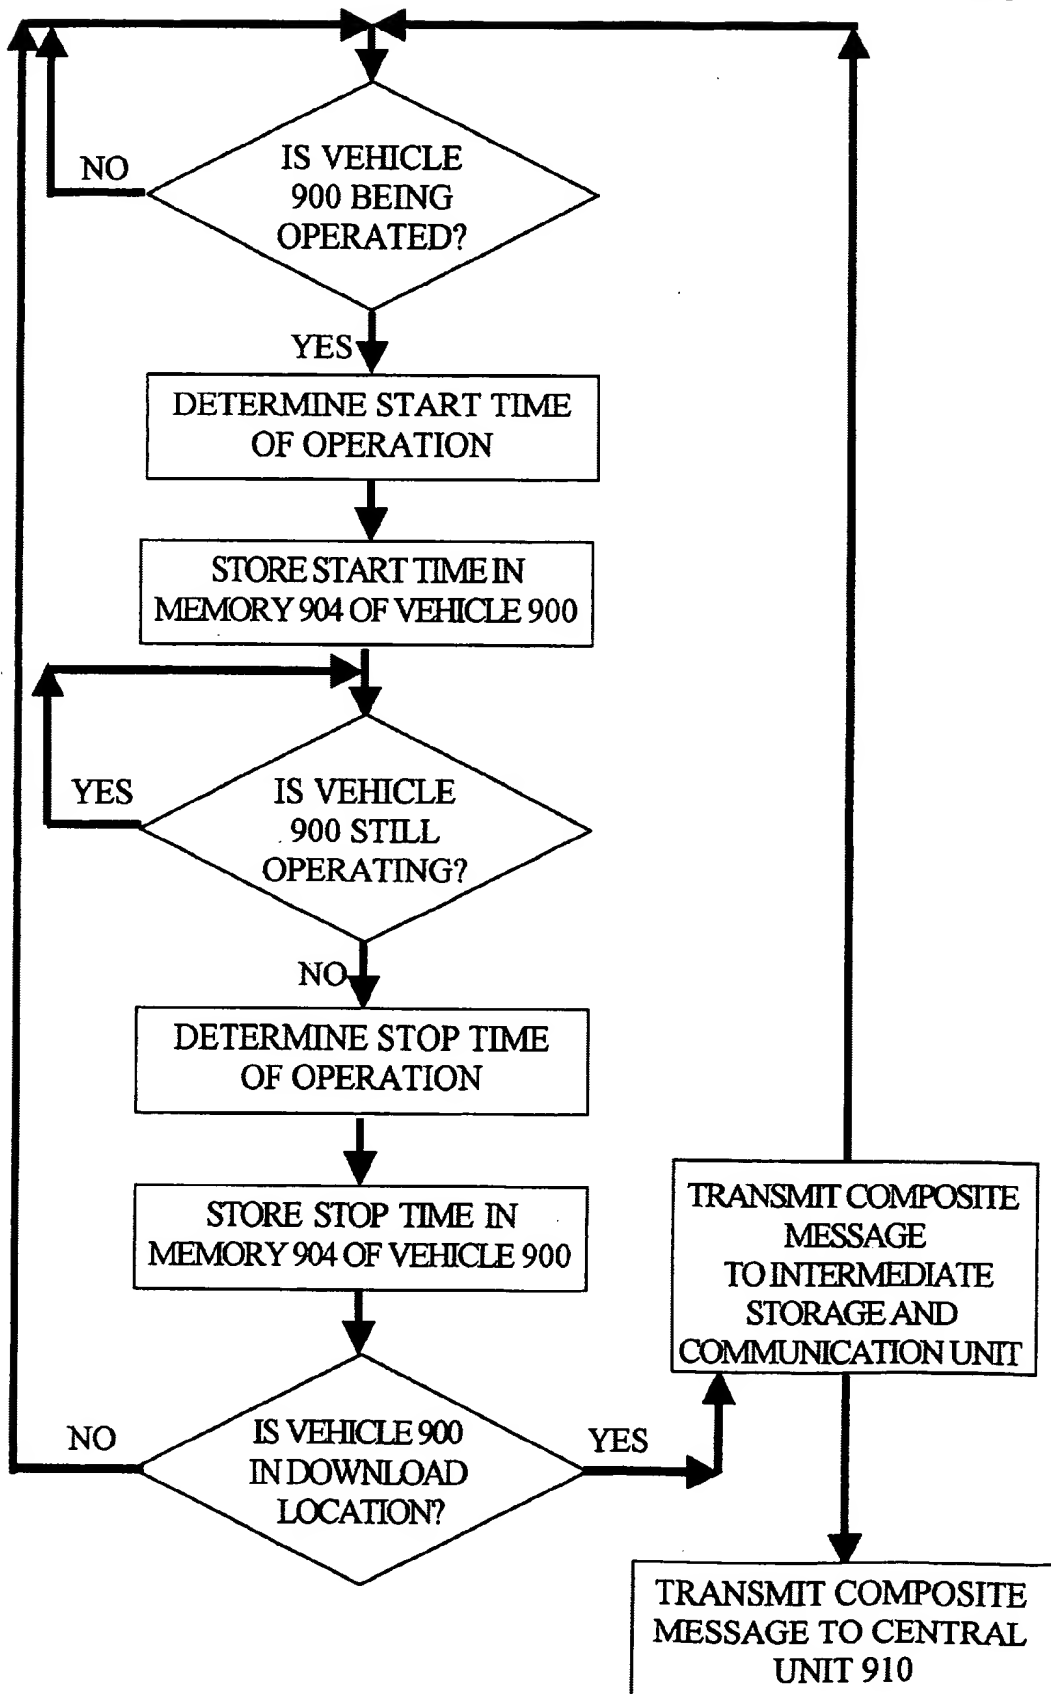 IS VEHICLE
900 BEING
OPERATED?
NO
YES
DETERMINE START TIME
OF OPERATION
STORE START TIME IN
MEMORY 904 OF VEHICLE 900
IS VEHICLE
900 STILL
OPERATING?
YES
NO
DETERMINE STOP TIME
OF OPERATION
STORE STOP TIME IN
MEMORY 904 OF VEHICLE 900
IS VEHICLE 900
IN DOWNLOAD
LOCATION?
NO
YES
TRANSMIT COMPOSITE
MESSAGE
TO INTERMEDIATE
STORAGE AND
COMMUNICATION UNIT
TRANSMIT COMPOSITE
MESSAGE TO CENTRAL
UNIT 910